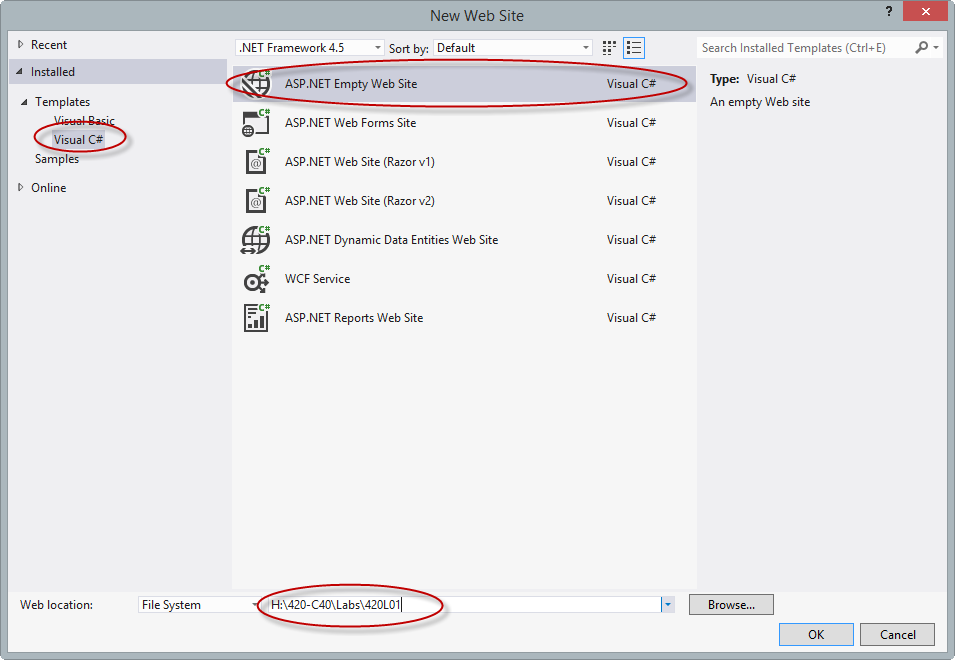 New Web Site
?
Recent
Installed
Templates
Visual Basic
Visual C#
Samples
Online
.NET Framework 4.5 Sort by: Default
Search Installed Templates (Ctrl+E)
C# ASP.NET Empty Web Site Visual C#
C# ASP.NET Web Forms Site Visual C#
C# @ ASP.NET Web Site (Razor v1) Visual C#
C# @ ASP.NET Web Site (Razor v2) Visual C#
C# ASP.NET Dynamic Data Entities Web Site Visual C#
C# WCF Service Visual C#
C# ASP.NET Reports Web Site Visual C#
Type: Visual C#
An empty Web site
Web location: File System H:\420-C40\Labs\420L01 Browse...
OK Cancel